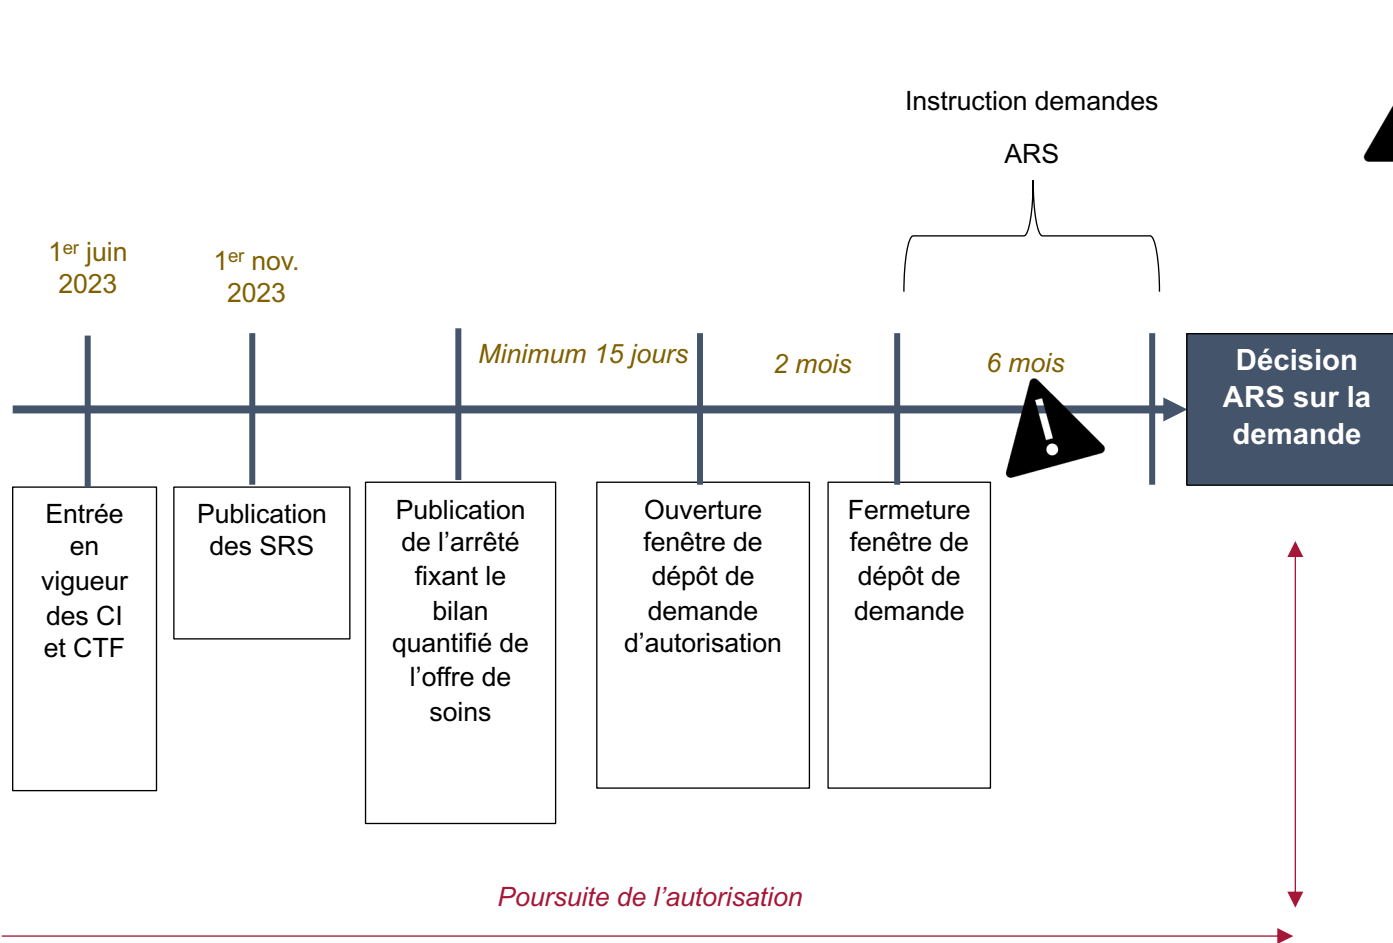 Instruction demandes
ARS
1er juin
2023
1er nov.
2023
Minimum 15 jours
2 mois
6 mois
Décision
ARS sur la
demande
Entrée
en
vigueur
des CI
et CTF
Publication
des SRS
Publication
de l’arrêté
fixant le
bilan
quantifié de
l’offre de
soins
Ouverture
fenêtre de
dépôt de
demande
d’autorisation
Fermeture
fenêtre de
dépôt de
demande
Poursuite de l’autorisation